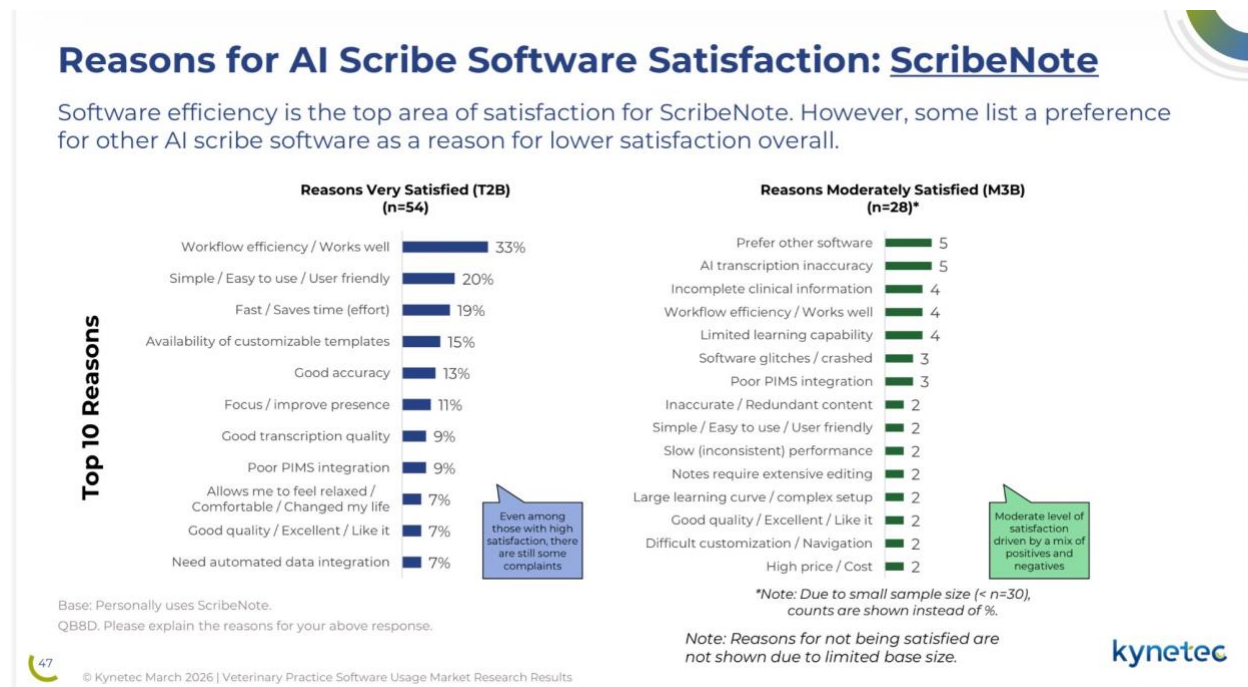 Reasons for AI Scribe Software Satisfaction: ScribeNote
Software efficiency is the top area of satisfaction for ScribeNote. However, some list a preference
for other AI scribe software as a reason for lower satisfaction overall.
Reasons Very Satisfied (T2B)
(n=54)
Top 10 Reasons
Workflow efficiency / Works well 33%
Simple / Easy to use / User friendly 20%
Fast / Saves time (effort) 19%
Availability of customizable templates 15%
Good accuracy 13%
Focus / improve presence 11%
Good transcription quality 9%
Poor PIMS integration 9%
Allows me to feel relaxed /
Comfortable / Changed my life 7%
Good quality / Excellent / Like it 7%
Need automated data integration 7%
Even among
those with high
satisfaction, there
are still some
complaints
Reasons Moderately Satisfied (M3B)
(n=28)*
Prefer other software 5
AI transcription inaccuracy 5
Incomplete clinical information 4
Workflow efficiency / Works well 4
Limited learning capability 4
Software glitches / crashed 3
Poor PIMS integration 3
Inaccurate / Redundant content 2
Simple / Easy to use / User friendly 2
Slow (inconsistent) performance 2
Notes require extensive editing 2
Large learning curve / complex setup 2
Good quality / Excellent / Like it 2
Difficult customization / Navigation 2
High price / Cost 2
Moderate level of
satisfaction
driven by a mix of
positives and
negatives
*Note: Due to small sample size (< n=30),
counts are shown instead of %.
Base: Personally uses ScribeNote.
QB8D. Please explain the reasons for your above response.
Note: Reasons for not being satisfied are
not shown due to limited base size.
47
© Kynetec March 2026 | Veterinary Practice Software Usage Market Research Results
kynetec